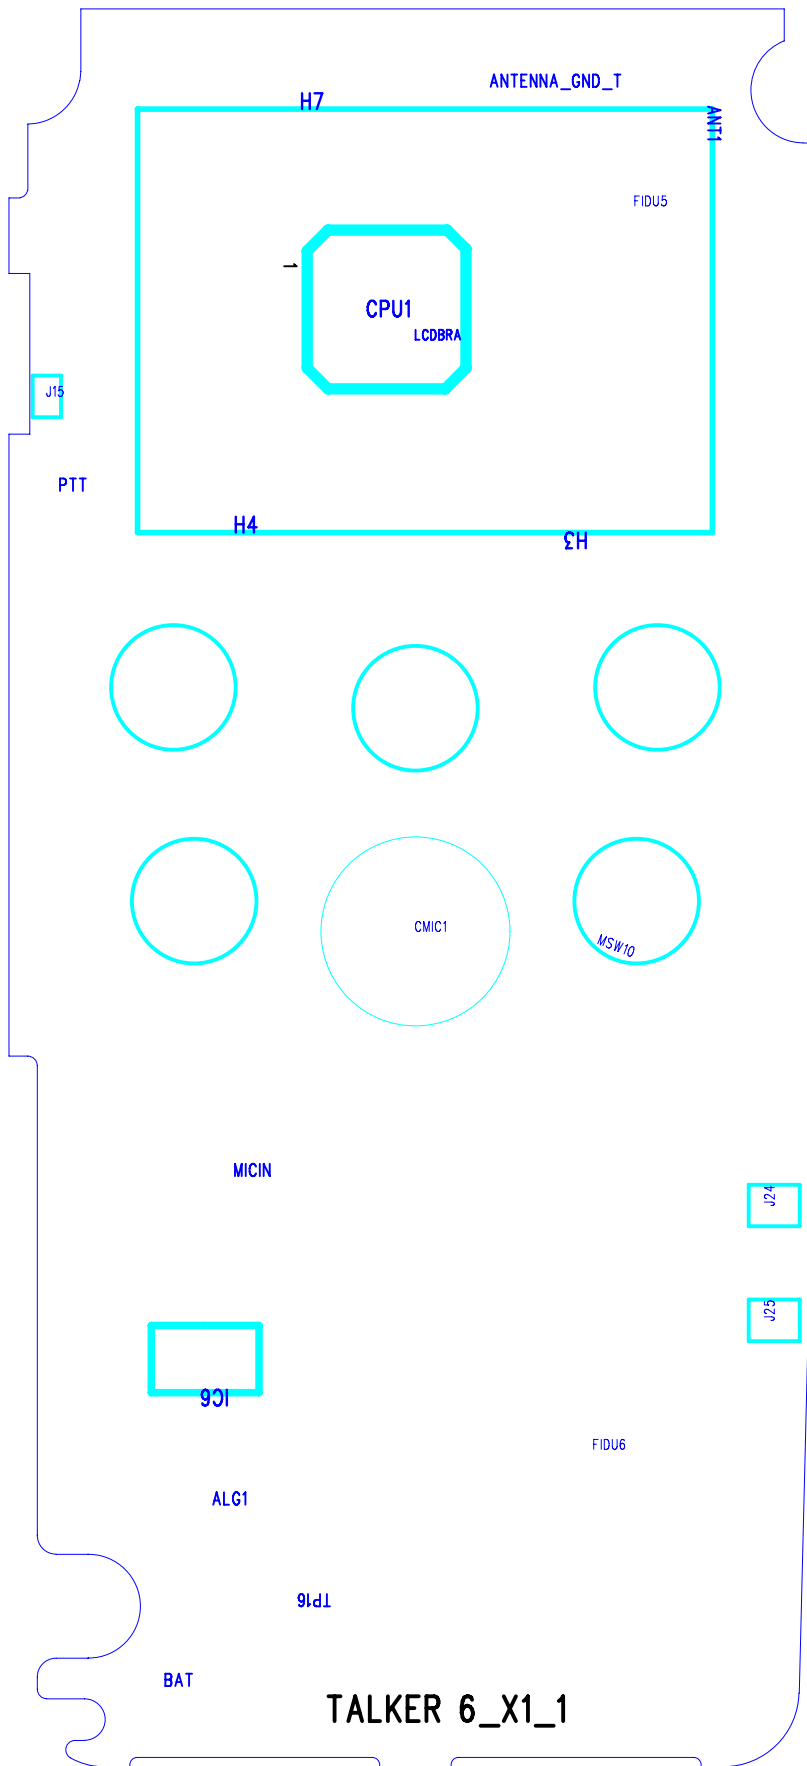 ANTENNA_GND_T
H7
ANT1
FIDU5
1
CPU1
LCDBRA
J15
PTT
H4
H3
CMIC1
MSW10
MICIN
J24
J25
IC6
FIDU6
ALG1
TP16
BAT
TALKER 6_X1_1